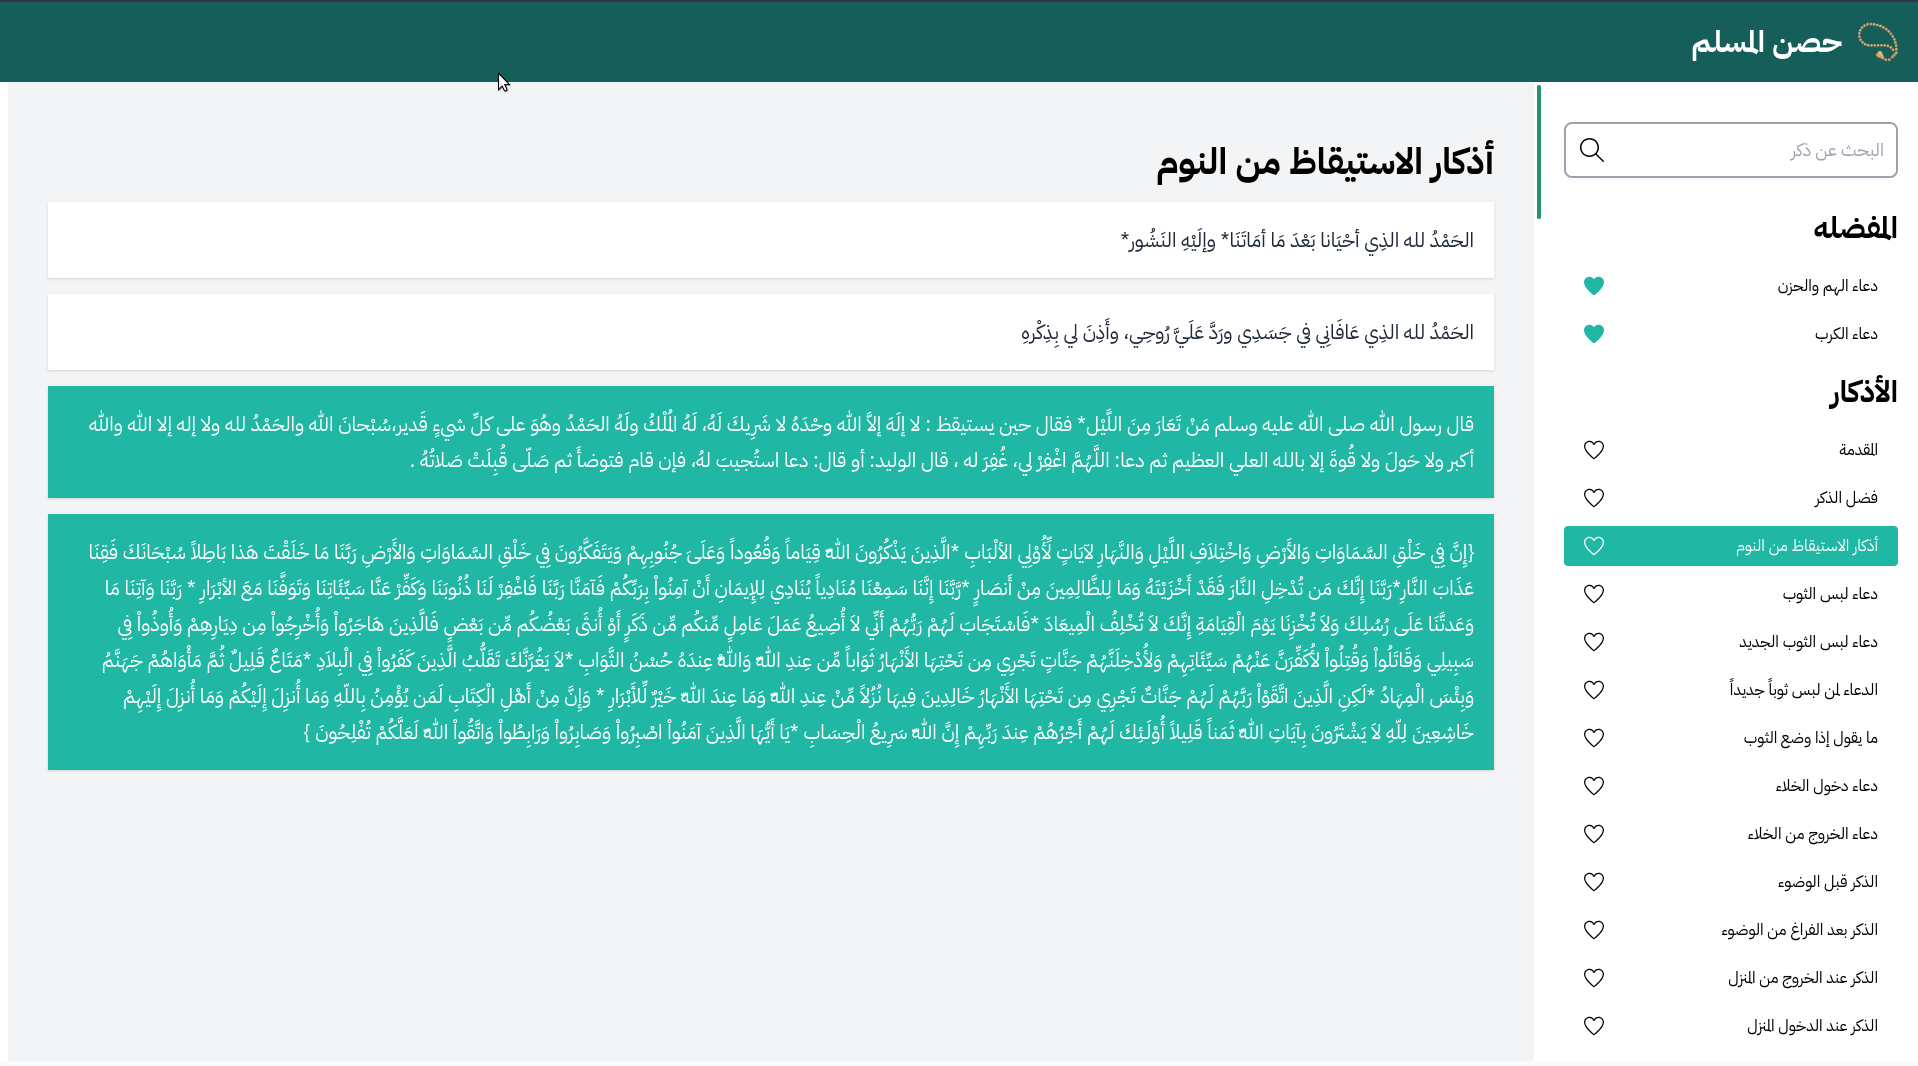 حصن المسلم
البحث عن ذكر
المفضله
دعاء الهم والحزن
دعاء الكرب
الأذكار
المقدمة
فضل الذكر
أذكار الاستيقاظ من النوم
دعاء لبس الثوب
دعاء لبس الثوب الجديد
الدعاء لمن لبس ثوباً جديداً
ما يقول إذا وضع الثوب
دعاء دخول الخلاء
دعاء الخروج من الخلاء
الذكر قبل الوضوء
الذكر بعد الفراغ من الوضوء
الذكر عند الخروج من المنزل
الذكر عند الدخول المنزل
أذكار الاستيقاظ من النوم
الحَمْدُ لله الذِي أحْيَانا بَعْدَ مَا أمَاتَنَا* وإلَيْهِ النَشُور*
الحَمْدُ لله الذِي عَافَانِي في جَسَدِي ورَدَّ عَلَيَّ رُوحِي، وأَذِنَ لي بِذِكْرهِ
قال رسول الله صلى الله عليه وسلم مَنْ تَعَارَ مِنَ اللَّيْل* فقال حين يستيقظ : لا إلَهَ إلاَّ الله وحْدَهُ لا شَرِيكَ لَهُ، لَهُ المُلْكُ ولَهُ الحَمْدُ وهُوَ على كلِّ شيءٍ قَدير،سُبْحانَ الله والحَمْدُ لله ولا إله إلا الله والله
أكبر ولا حَولَ ولا قُوةَ إلا بالله العلي العظيم ثم دعا: اللَّهُمَّ اغْفِرْ لي، غُفِرَ له ، قال الوليد: أو قال: دعا استُجيبَ لهُ، فإن قام فتوضأَ ثم صَلّى قُبِلَتْ صَلاتُهُ .
{إِنَّ فِي خَلْقِ السَّمَاوَاتِ وَالأَرْضِ وَاخْتِلاَفِ اللَّيْلِ وَالنَّهَارِ لآيَاتٍ لِّأُوْلِي الألْبَابِ *الَّذِينَ يَذْكُرُونَ اللّهَ قِيَاماً وَقُعُوداً وَعَلَىَ جُنُوبِهِمْ وَيَتَفَكَّرُونَ فِي خَلْقِ السَّمَاوَاتِ وَالأَرْضِ رَبَّنَا مَا خَلَقْتَ هَذا بَاطِلاً سُبْحَانَكَ فَقِنَا
عَذَابَ النَّارِ*رَبَّنَا إِنَّكَ مَن تُدْخِلِ النَّارَ فَقَدْ أَخْزَيْتَهُ وَمَا لِلظَّالِمِينَ مِنْ أَنصَارٍ *رَّبَّنَا إِنَّنَا سَمِعْنَا مُنَادِياً يُنَادِي لِلإِيمَانِ أَنْ آمِنُواْ بِرَبِّكُمْ فَآمَنَّا رَبَّنَا فَاغْفِرْ لَنَا ذُنُوبَنَا وَكَفِّرْ عَنَّا سَيِّئَاتِنَا وَتَوَفَّنَا مَعَ الأبْرَارِ * رَبَّنَا وَآتِنَا مَا
وَعَدتَّنَا عَلَى رُسُلِكَ وَلاَ تُخْزِنَا يَوْمَ الْقِيَامَةِ إِنَّكَ لاَ تُخْلِفُ الْمِيعَادَ *فَاسْتَجَابَ لَهُمْ رَبُّهُمْ أَنِّي لاَ أُضِيعُ عَمَلَ عَامِلٍ مِّنكُم مِّن ذَكَرٍ أَوْ أُنثَى بَعْضُكُم مِّن بَعْضٍ فَالَّذِينَ هَاجَرُواْ وَأُخْرِجُواْ مِن دِيَارِهِمْ وَأُوذُواْ فِي
سَبِيلِي وَقَاتَلُواْ وَقُتِلُواْ لأُكَفِّرَنَّ عَنْهُمْ سَيِّئَاتِهِمْ وَلأُدْخِلَنَّهُمْ جَنَّاتٍ تَجْرِي مِن تَحْتِهَا الأَنْهَارُ ثَوَاباً مِّن عِندِ اللّهِ وَاللّهُ عِندَهُ حُسْنُ الثَّوَابِ *لاَ يَغُرَّنَّكَ تَقَلُّبُ الَّذِينَ كَفَرُواْ فِي الْبِلاَدِ *مَتَاعٌ قَلِيلٌ ثُمَّ مَأْوَاهُمْ جَهَنَّمُ
وَبِئْسَ الْمِهَادُ *لَكِنِ الَّذِينَ اتَّقَوْاْ رَبَّهُمْ لَهُمْ جَنَّاتٌ تَجْرِي مِن تَحْتِهَا الأَنْهَارُ خَالِدِينَ فِيهَا نُزُلاً مِّنْ عِندِ اللّهِ وَمَا عِندَ اللّهِ خَيْرٌ لِّلأَبْرَارِ * وَإِنَّ مِنْ أَهْلِ الْكِتَابِ لَمَن يُؤْمِنُ بِاللّهِ وَمَا أُنزِلَ إِلَيْكُمْ وَمَا أُنزِلَ إِلَيْهِمْ
خَاشِعِينَ لِلّهِ لاَ يَشْتَرُونَ بِآيَاتِ اللّهِ ثَمَناً قَلِيلاً أُوْلَئِكَ لَهُمْ أَجْرُهُمْ عِندَ رَبِّهِمْ إِنَّ اللّهَ سَرِيعُ الْحِسَابِ *يَا أَيُّهَا الَّذِينَ آمَنُواْ اصْبِرُواْ وَصَابِرُواْ وَرَابِطُواْ وَاتَّقُواْ اللّهَ لَعَلَّكُمْ تُفْلِحُونَ }